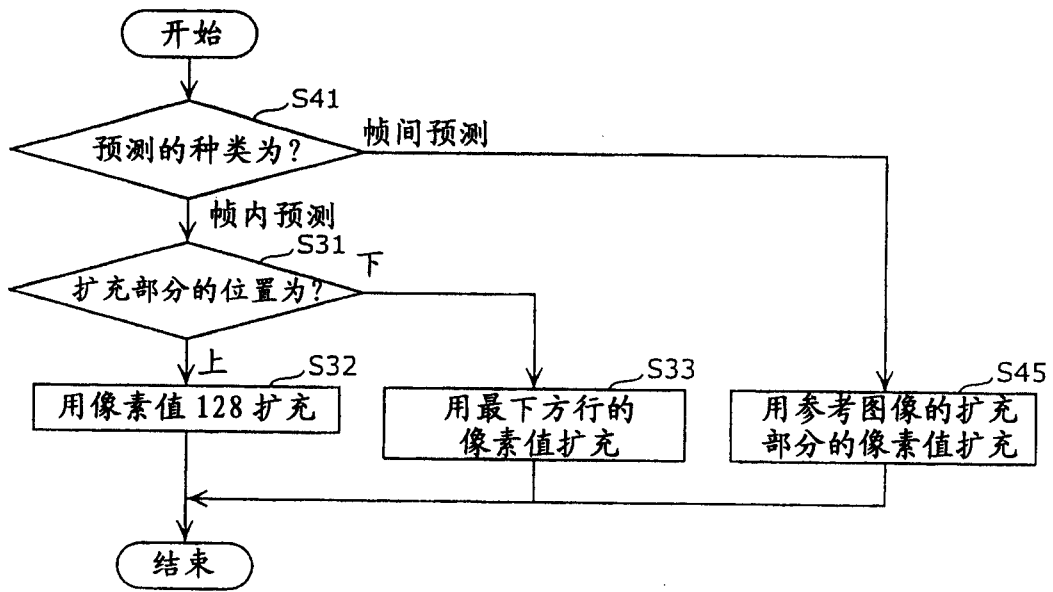 开始
S41
预测的种类为?
帧间预测
帧内预测
S31
扩充部分的位置为?
下
上
S32
用像素值128扩充
S33
用最下方行的
像素值扩充
S45
用参考图像的扩充
部分的像素值扩充
结束